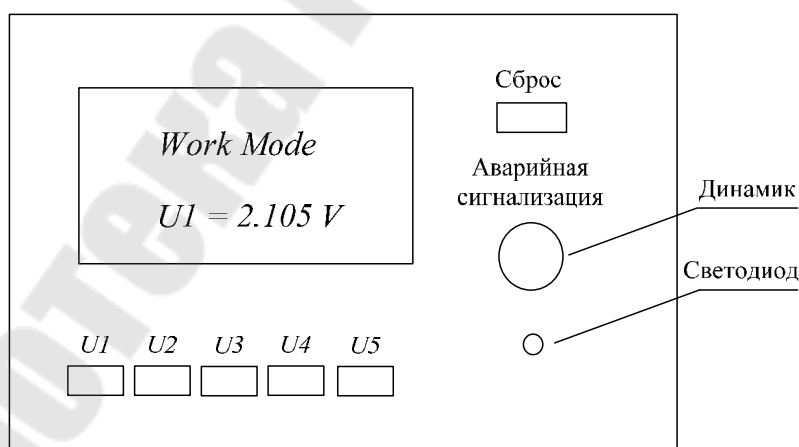 Сброс
Work Mode
U1 = 2.105 V
Аварийная
сигнализация
Динамик
Светодиод
U1 U2 U3 U4 U5